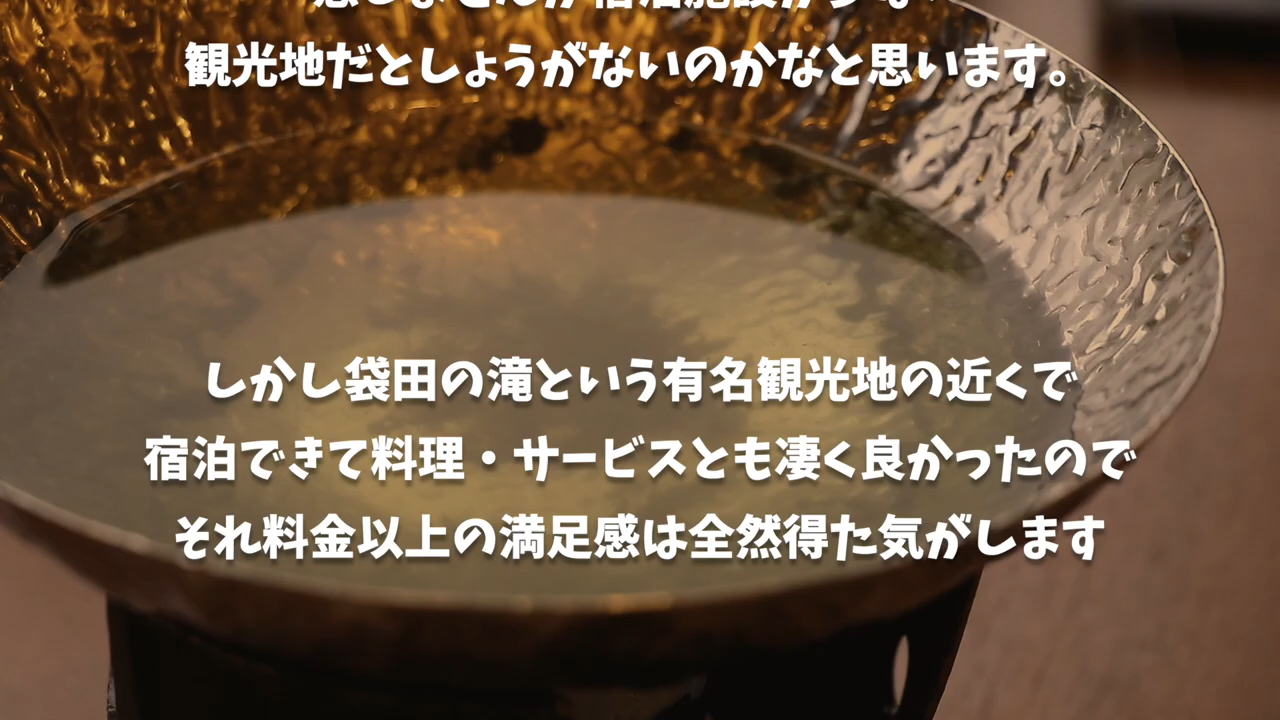 観光地だとしょうがないのかなと思います。
しかし袋田の滝という有名観光地の近くで
宿泊できて料理・サービスとも凄く良かったので
それ料金以上の満足感は全然得た気がします